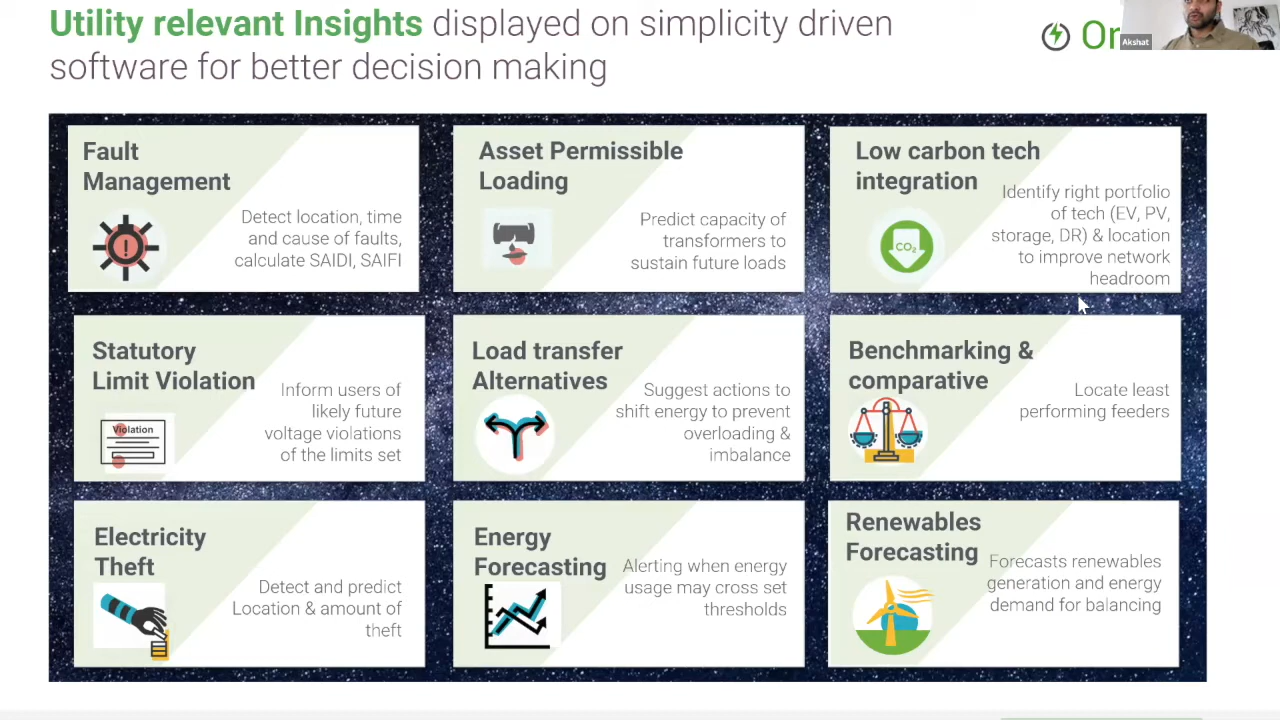 Utility relevant Insights displayed on simplicity driven
software for better decision making
Or
Akshat
Fault
Management
Detect location, time
and cause of faults,
calculate SAIDI, SAIFI
Asset Permissible
Loading
Predict capacity of
transformers to
sustain future loads
Low carbon tech
integration
CO₂
Identify right portfolio
of tech (EV, PV,
storage, DR) & location
to improve network
headroom
Statutory
Limit Violation
Violation
Inform users of
likely future
voltage violations
of the limits set
Load transfer
Alternatives
Suggest actions to
shift energy to prevent
overloading &
imbalance
Benchmarking &
comparative
Locate least
performing feeders
Electricity
Theft
Detect and predict
Location & amount of
theft
Energy
Forecasting
Alerting when energy
usage may cross set
thresholds
Renewables
Forecasting
Forecasts renewables
generation and energy
demand for balancing